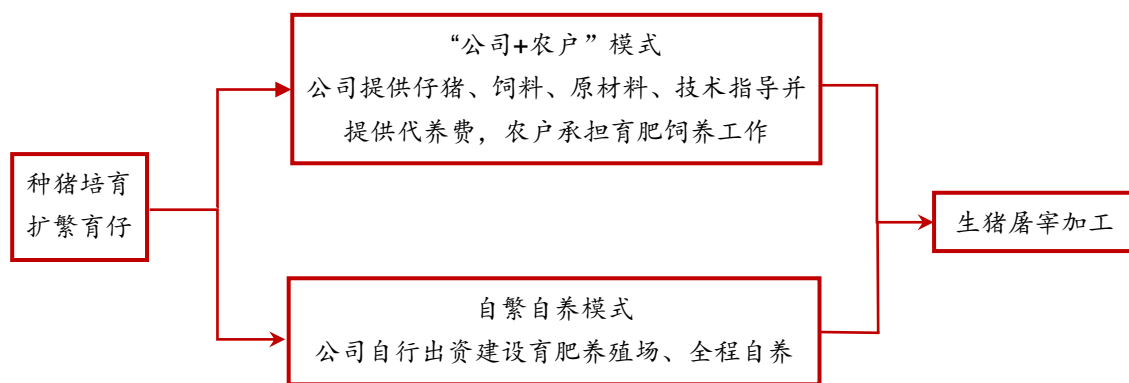 种猪培育
扩繁育仔
“公司+农户”模式
公司提供仔猪、饲料、原材料、技术指导并
提供代养费，农户承担育肥饲养工作
自繁自养模式
公司自行出资建设育肥养殖场、全程自养
生猪屠宰加工